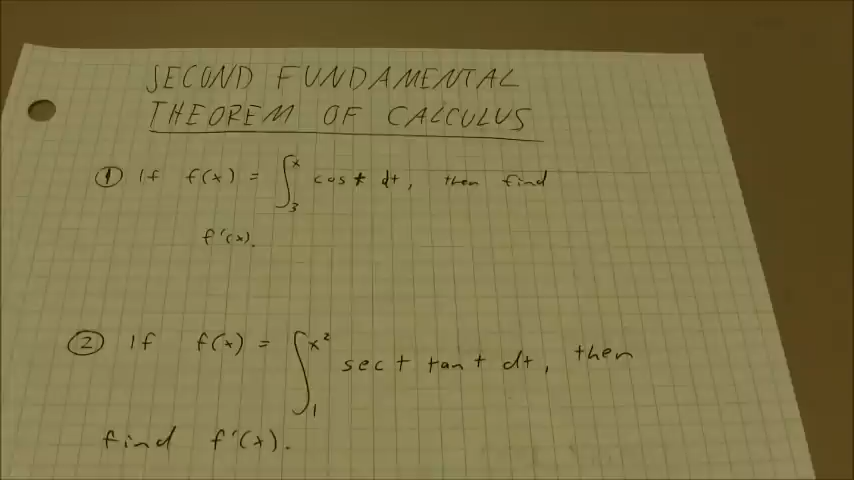 SECOND FUNDAMENTAL
THEOREM OF CALCULUS
① If f(x) = ∫₃ˣ cos t dt, then find
f'(x).
② If f(x) = ∫₁^x² sec t tan t dt, then
find f'(x).